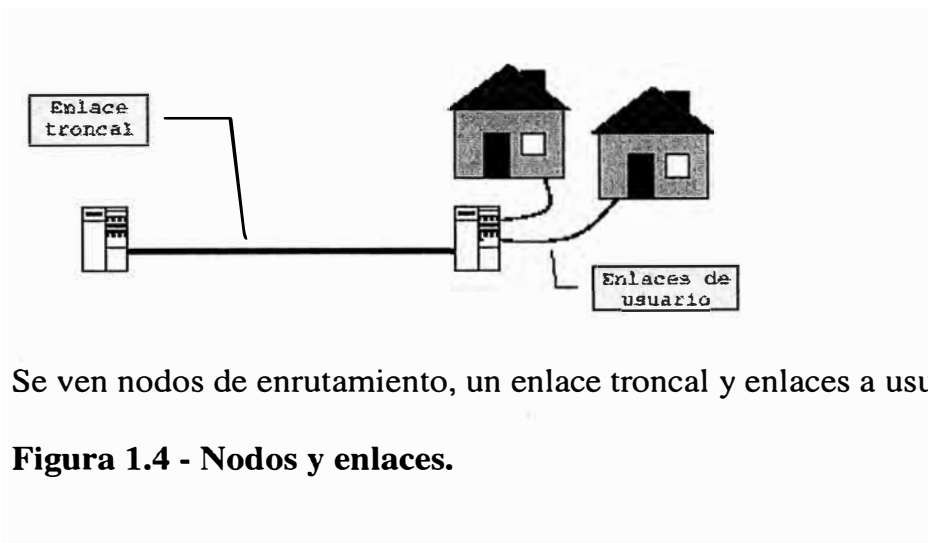 Enlace
troncal
Enlaces de
usuario
Se ven nodos de enrutamiento, un enlace troncal y enlaces a usu
Figura 1.4 - Nodos y enlaces.